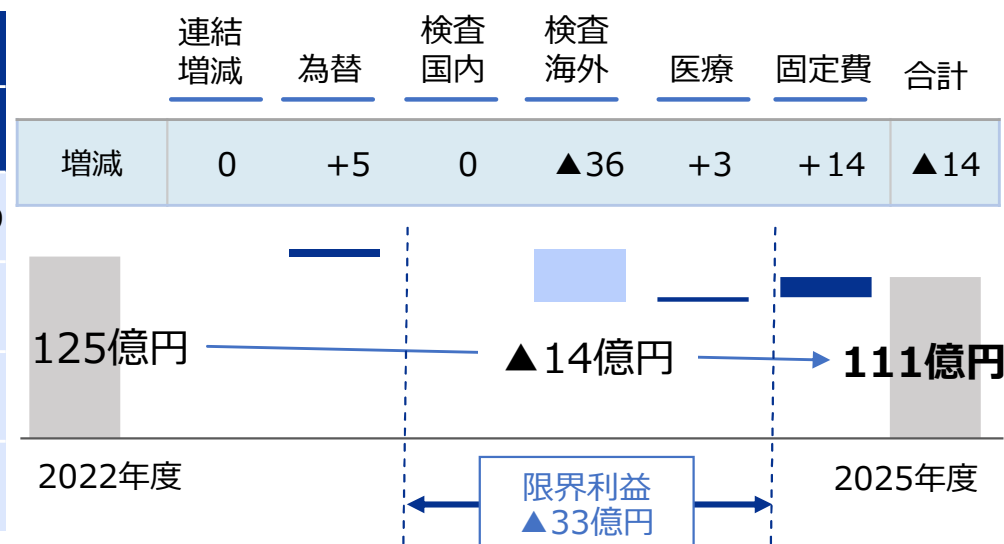 連結
増減
為替
検査
国内
検査
海外
医療
固定費
合計
増減 0 +5 0 ▲36 +3 +14 ▲14
125億円
▲14億円
111億円
2022年度
2025年度
限界利益
▲33億円